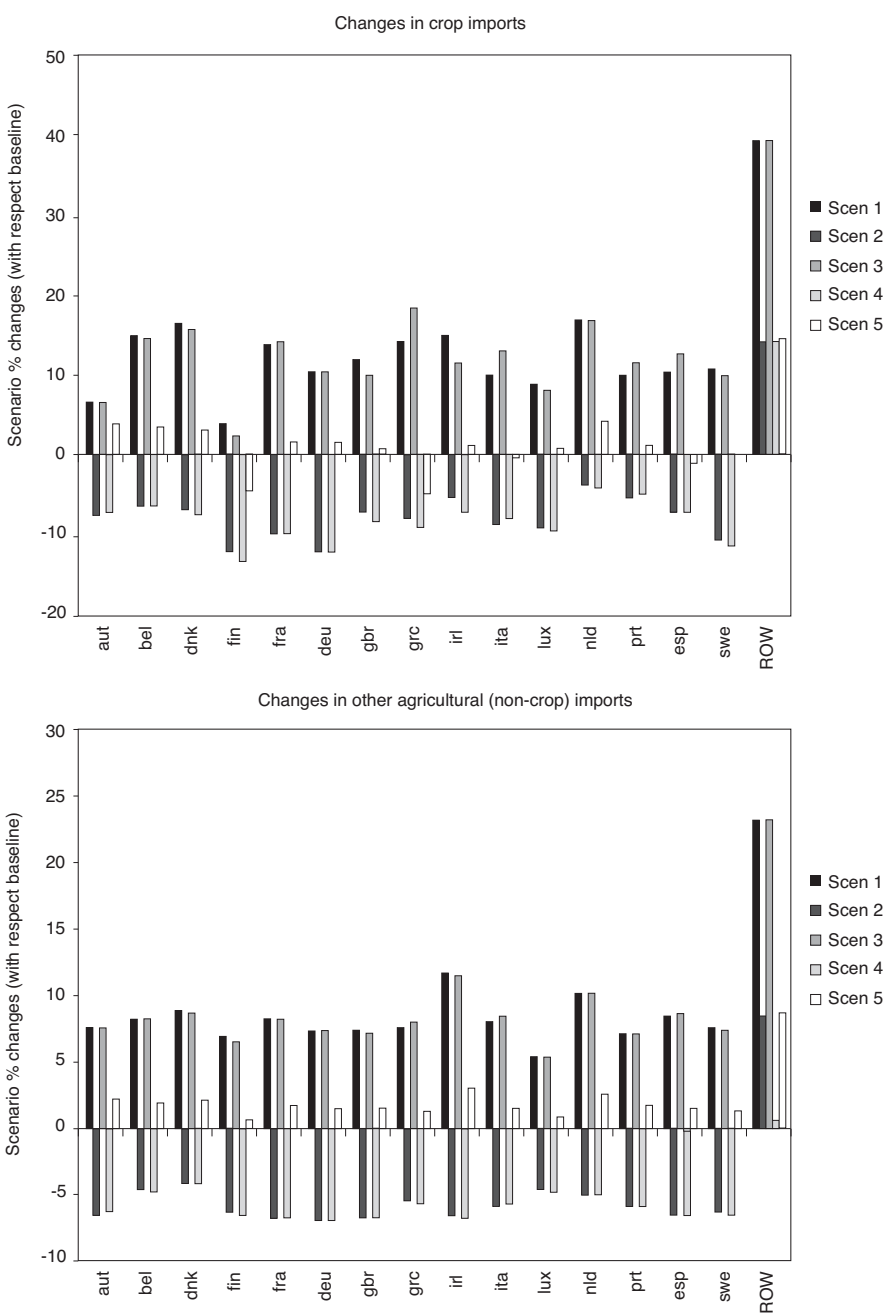 Changes in crop imports
Scenario % changes (with respect baseline)
50
40
30
20
10
0
-10
-20
aut bel dnk fin fra deu gbr grc irl ita lux nld prt esp swe ROW
Scen 1
Scen 2
Scen 3
Scen 4
Scen 5
Changes in other agricultural (non-crop) imports
Scenario % changes (with respect baseline)
30
25
20
15
10
5
0
-5
-10
aut bel dnk fin fra deu gbr grc irl ita lux nld prt esp swe ROW
Scen 1
Scen 2
Scen 3
Scen 4
Scen 5